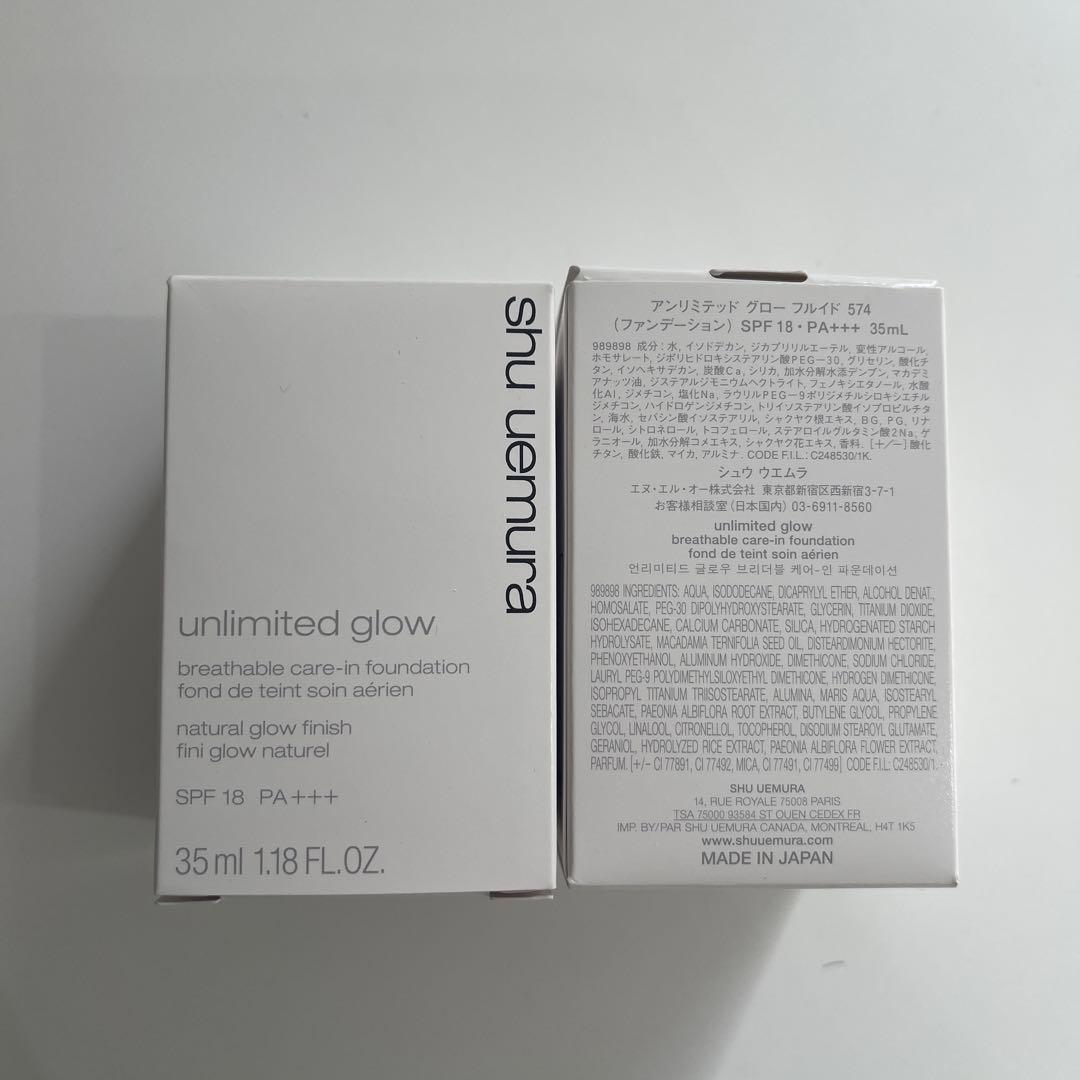 shu uemura
unlimited glow
breathable care-in foundation
fond de teint soin aérien
natural glow finish
fini glow naturel
SPF 18 PA+++
35 ml 1.18 FL.OZ.
アンリミテッド グロー フルイド 574
(ファンデーション) SPF 18・PA+++ 35mL
989898 成分:水, イソドデカン, ジカプリリルエーテル, 変性アルコール,
ホモサレート, ジポリヒドロキシステアリン酸PEG-30, グリセリン, 酸化チ
タン, イソヘキサデカン, 炭酸Ca, シリカ, 加水分解水添デンプン, マカデミ
アナッツ油, ジステアルジモニウムヘクトライト, フェノキシエタノール, 水酸
化Al, ジメチコン, 塩化Na, ラウリルPEG-9ポリジメチルシロキシエチル
ジメチコン, ハイドロゲンジメチコン, トリイソステアリン酸イソプロピルチタ
ン, 海水, セバシン酸イソステアリル, シャクヤク根エキス, BG, PG, リナ
ロール, シトロネロール, トコフェロール, ステアロイルグルタミン酸2Na, ゲ
ラニオール, 加水分解コメエキス, シャクヤク花エキス, 香料. [+/-] 酸化
チタン, 酸化鉄, マイカ, アルミナ. CODE F.I.L.: C248530/1K.
シュウ ウエムラ
エヌ・エル・オー株式会社 東京都新宿区西新宿3-7-1
お客様相談室(日本国内) 03-6911-8560
unlimited glow
breathable care-in foundation
fond de teint soin aérien
언리미티드 글로우 브리더블 케어-인 파운데이션
989898 INGREDIENTS: AQUA, ISODODECANE, DICAPRYLYL ETHER, ALCOHOL DENAT.,
HOMOSALATE, PEG-30 DIPOLYHYDROXYSTEARATE, GLYCERIN, TITANIUM DIOXIDE,
ISOHEXADECANE, CALCIUM CARBONATE, SILICA, HYDROGENATED STARCH
HYDROLYSATE, MACADAMIA TERNIFOLIA SEED OIL, DISTEARDIMONIUM HECTORITE,
PHENOXYETHANOL, ALUMINUM HYDROXIDE, DIMETHICONE, SODIUM CHLORIDE,
LAURYL PEG-9 POLYDIMETHYLSILOXYETHYL DIMETHICONE, HYDROGEN DIMETHICONE,
ISOPROPYL TITANIUM TRIISOSTEARATE, ALUMINA, MARIS AQUA, ISOSTEARYL
SEBACATE, PAEONIA ALBIFLORA ROOT EXTRACT, BUTYLENE GLYCOL, PROPYLENE
GLYCOL, LINALOOL, CITRONELLOL, TOCOPHEROL, DISODIUM STEAROYL GLUTAMATE,
GERANIOL, HYDROLYZED RICE EXTRACT, PAEONIA ALBIFLORA FLOWER EXTRACT,
PARFUM. [+/- CI 77891, CI 77492, MICA, CI 77491, CI 77499] CODE F.I.L: C248530/1.
SHU UEMURA
14, RUE ROYALE 75008 PARIS
TSA 75000 93584 ST OUEN CEDEX FR
IMP. BY/PAR SHU UEMURA CANADA, MONTREAL, H4T 1K5
www.shuuemura.com
MADE IN JAPAN